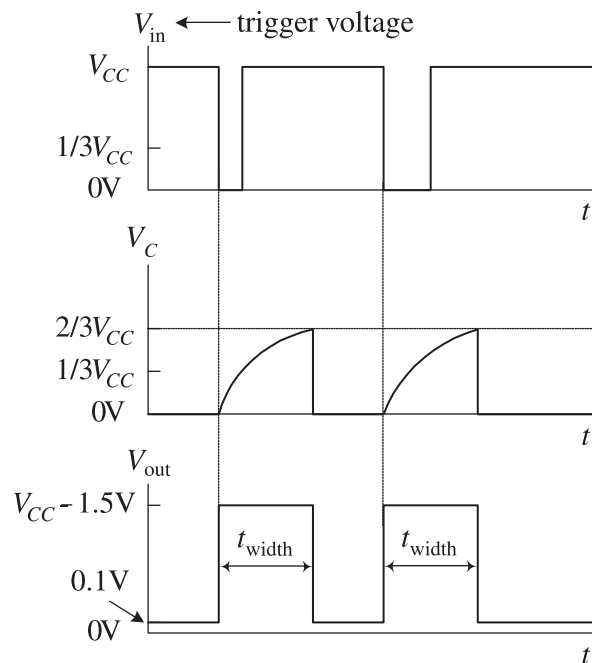 V_in ← trigger voltage
V_CC
1/3V_CC
0V
t
V_C
2/3V_CC
1/3V_CC
0V
t
V_out
V_CC − 1.5V
t_width t_width
0.1V
0V
t